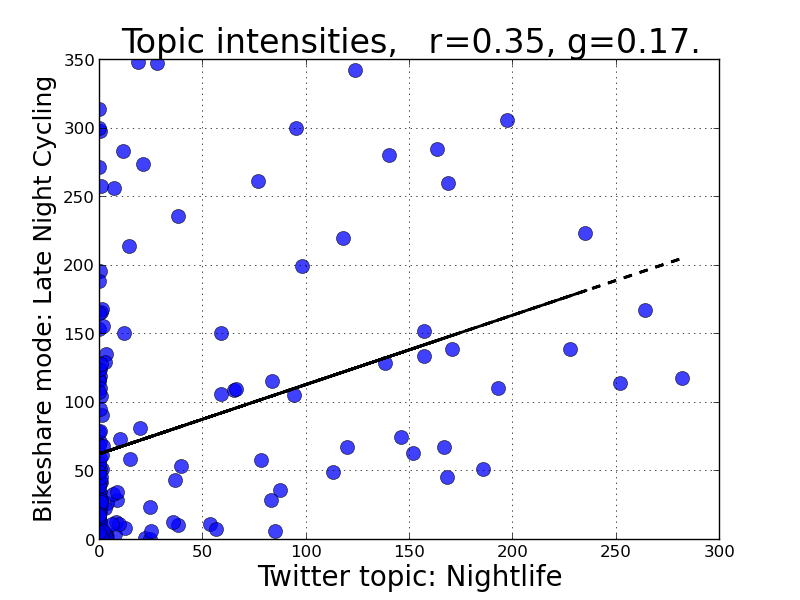 Topic intensities,   r=0.35, g=0.17.
350
300
250
200
150
100
50
0
Bikeshare mode: Late Night Cycling
0 50 100 150 200 250 300
Twitter topic: Nightlife